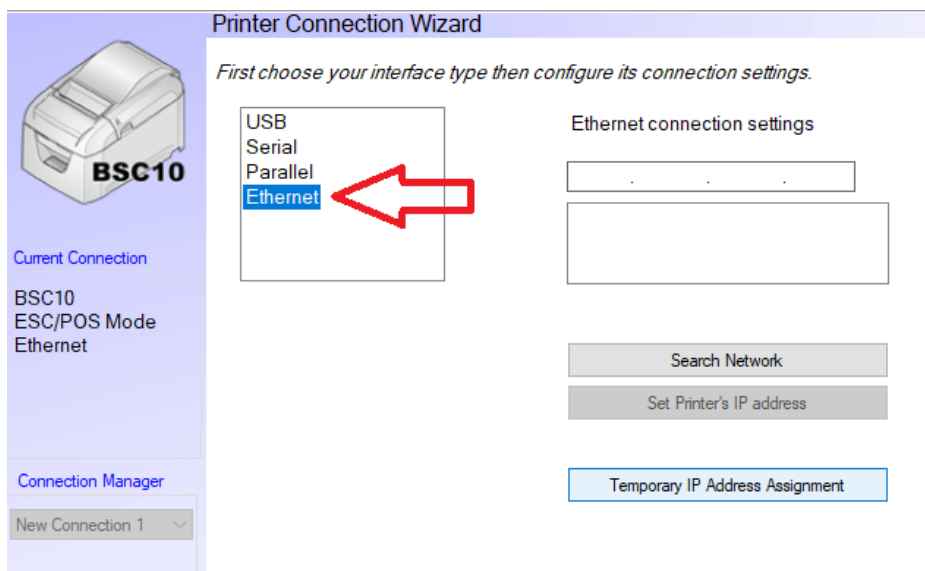 Printer Connection Wizard
First choose your interface type then configure its connection settings.
BSC10
USB
Serial
Parallel
Ethernet
Ethernet connection settings
. . .
Current Connection
BSC10
ESC/POS Mode
Ethernet
Search Network
Set Printer's IP address
Connection Manager
New Connection 1
Temporary IP Address Assignment